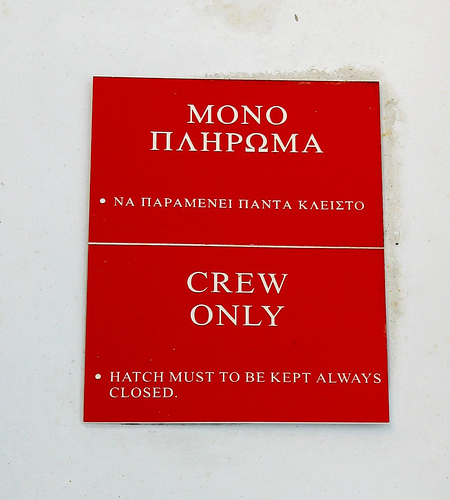 ΜΟΝΟ
ΠΛΗΡΩΜΑ
• ΝΑ ΠΑΡΑΜΕΝΕΙ ΠΑΝΤΑ ΚΛΕΙΣΤΟ
CREW
ONLY
• HATCH MUST TO BE KEPT ALWAYS
CLOSED.